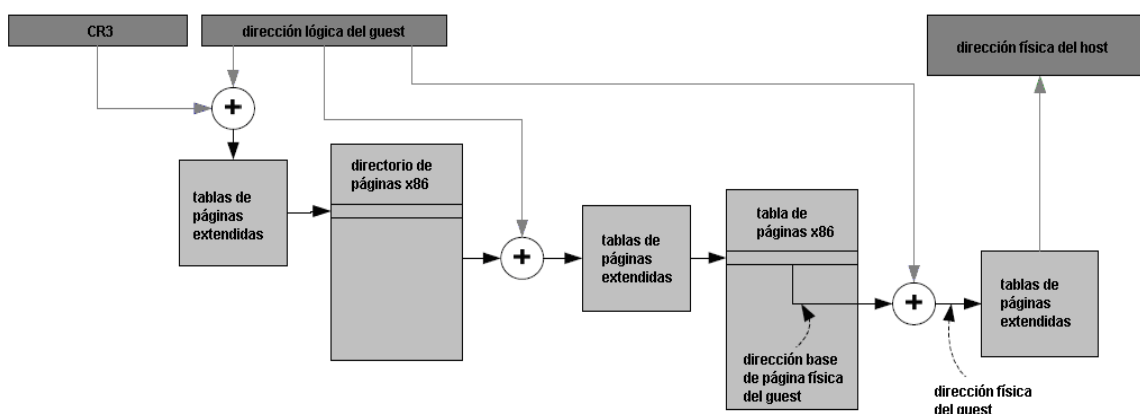 CR3
dirección lógica del guest
dirección física del host
+
tablas de
páginas
extendidas
directorio de
páginas x86
+
tablas de
páginas
extendidas
tabla de
páginas x86
dirección base
de página física
del guest
+
dirección física
del guest
tablas de
páginas
extendidas